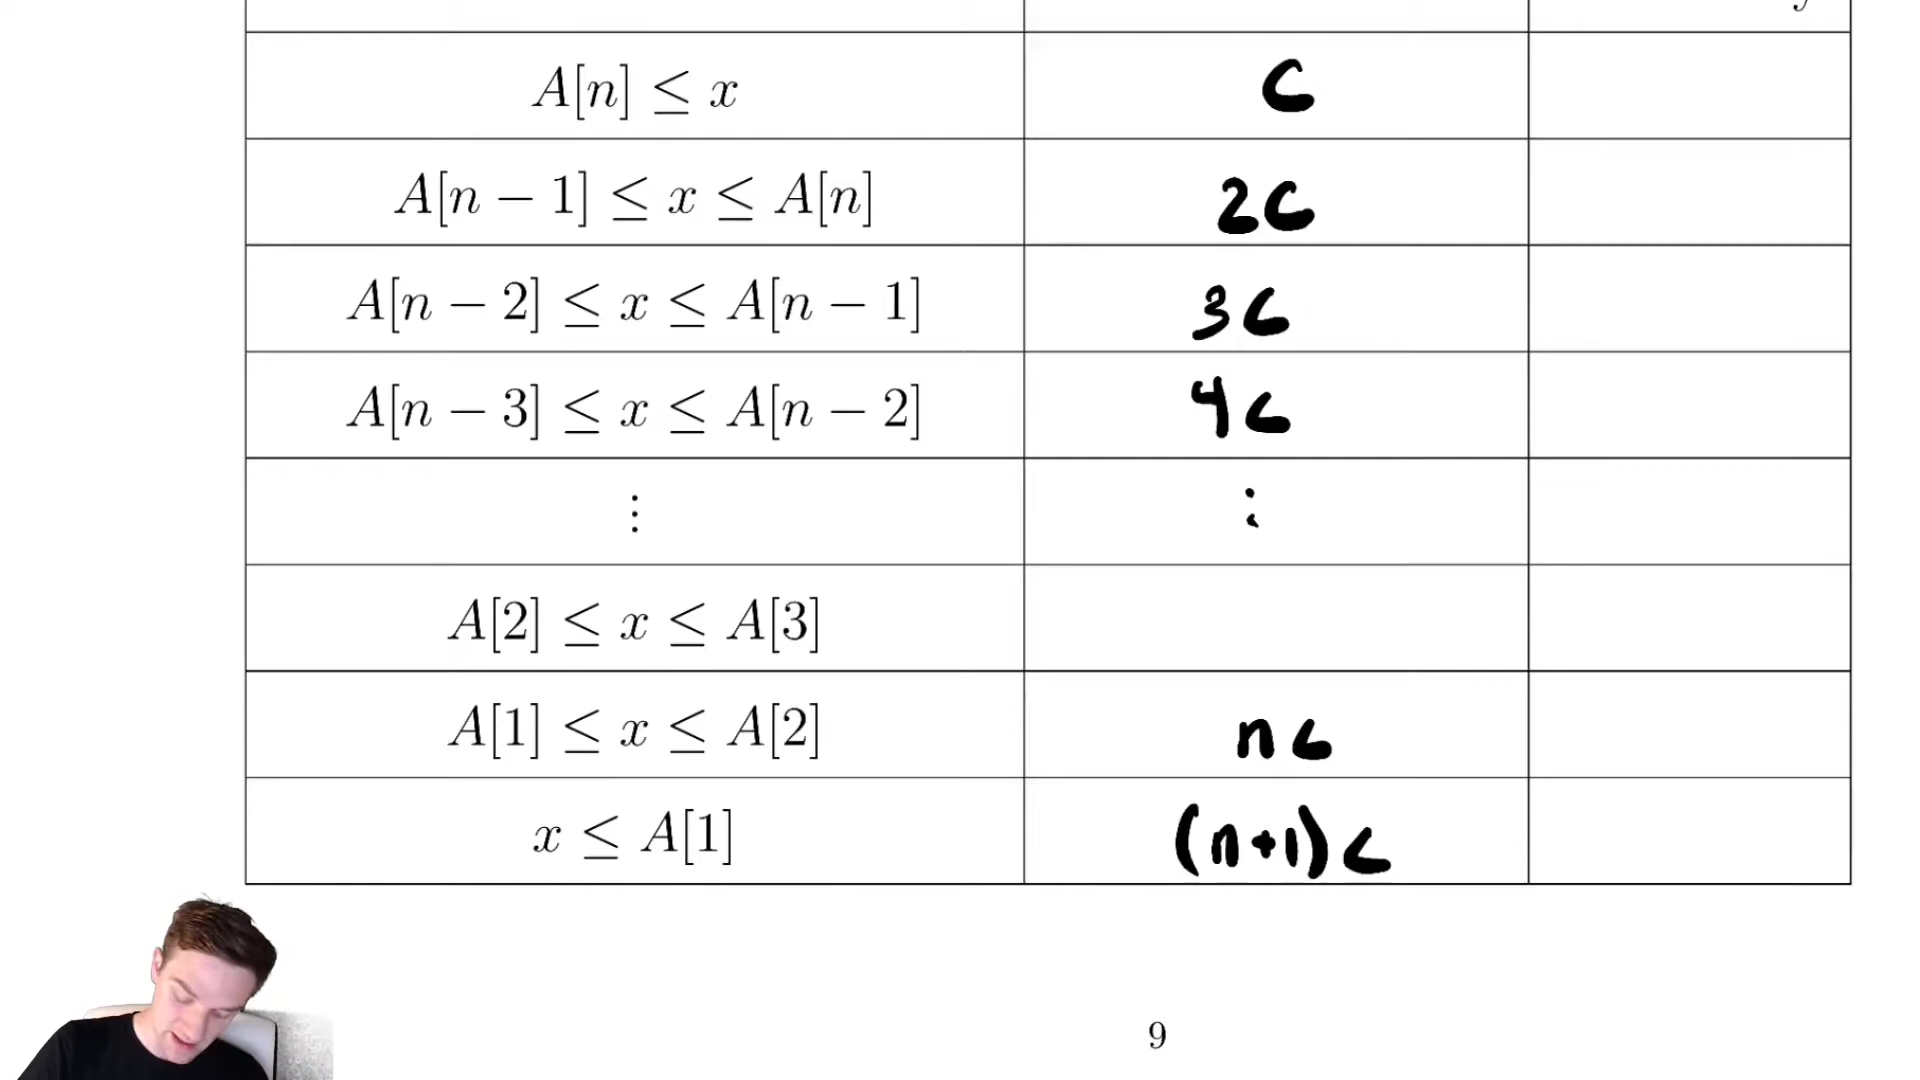 y
A[n] ≤ x C
A[n − 1] ≤ x ≤ A[n] 2C
A[n − 2] ≤ x ≤ A[n − 1] 3C
A[n − 3] ≤ x ≤ A[n − 2] 4C
⋮ ⋮
A[2] ≤ x ≤ A[3]
A[1] ≤ x ≤ A[2] nC
x ≤ A[1] (n+1)C
9